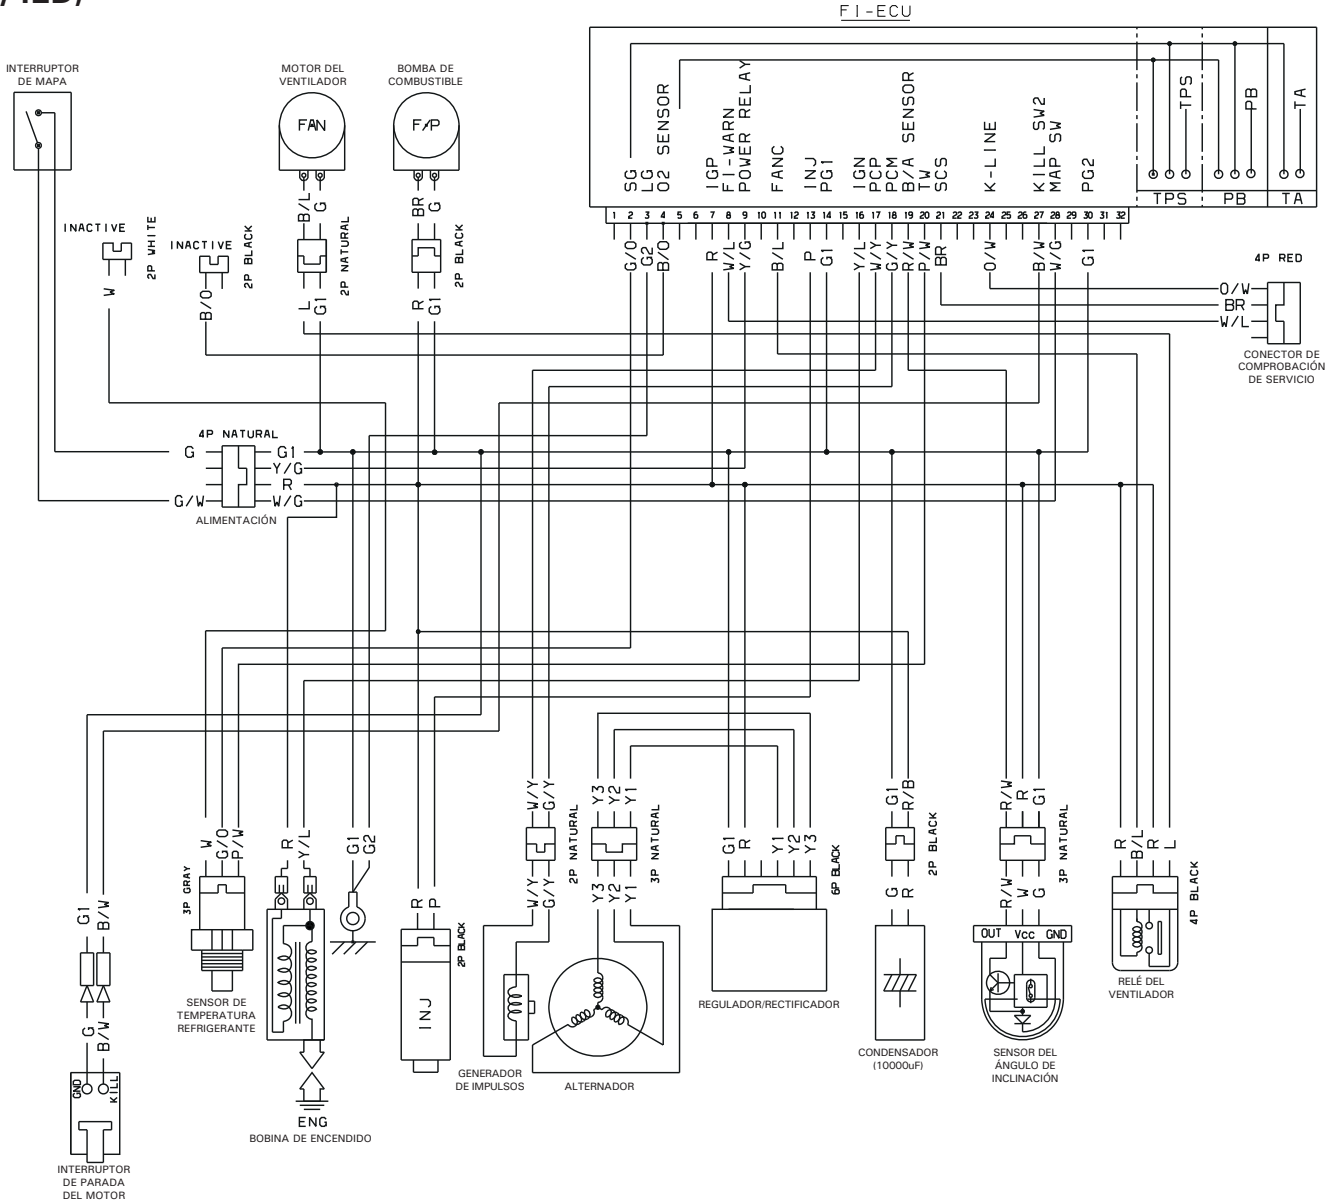 FI-ECU
INTERRUPTOR
DE MAPA
MOTOR DEL
VENTILADOR
BOMBA DE
COMBUSTIBLE
FAN
F/P
SG
LG
O2 SENSOR
IGP
FI-WARN
POWER RELAY
FANC
INJ
PG1
IGN
PCP
PCM
B/A SENSOR
TW
SCS
K-LINE
KILL SW2
MAP SW
PG2
TPS
PB
TA
TPS
PB
TA
1 2 3 4 5 6 7 8 9 10 11 12 13 14 15 16 17 18 19 20 21 22 23 24 25 26 27 28 29 30 31 32
G/O
G2
B/O
R
W/L
Y/G
B/L
P
G1
Y/L
W/Y
G/Y
R/W
P/W
BR
O/W
B/W
W/G
G1
INACTIVE
2P WHITE
W
INACTIVE
2P BLACK
B/O
B/L
G
2P NATURAL
L
G1
BR
G
2P BLACK
R
G1
4P RED
O/W
BR
W/L
CONECTOR DE
COMPROBACIÓN
DE SERVICIO
4P NATURAL
G
G1
Y/G
R
G/W
W/G
ALIMENTACIÓN
G1
B/W
G
B/W
GND
KILL
INTERRUPTOR
DE PARADA
DEL MOTOR
W
G/O
P/W
3P GRAY
SENSOR DE
TEMPERATURA
REFRIGERANTE
R
Y/L
ENG
BOBINA DE ENCENDIDO
G1
G2
R
P
2P BLACK
INJ
W/Y
G/Y
2P NATURAL
W/Y
G/Y
GENERADOR
DE IMPULSOS
Y3
Y2
Y1
3P NATURAL
Y3
Y2
Y1
ALTERNADOR
G1
R
Y1
Y2
Y3
6P BLACK
REGULADOR/RECTIFICADOR
G1
R/B
2P BLACK
G
R
CONDENSADOR
(10000uF)
R/W
R
G1
3P NATURAL
R/W
W
G
OUT
Vcc
GND
SENSOR DEL
ÁNGULO DE
INCLINACIÓN
R
B/L
R
L
4P BLACK
RELÉ DEL
VENTILADOR